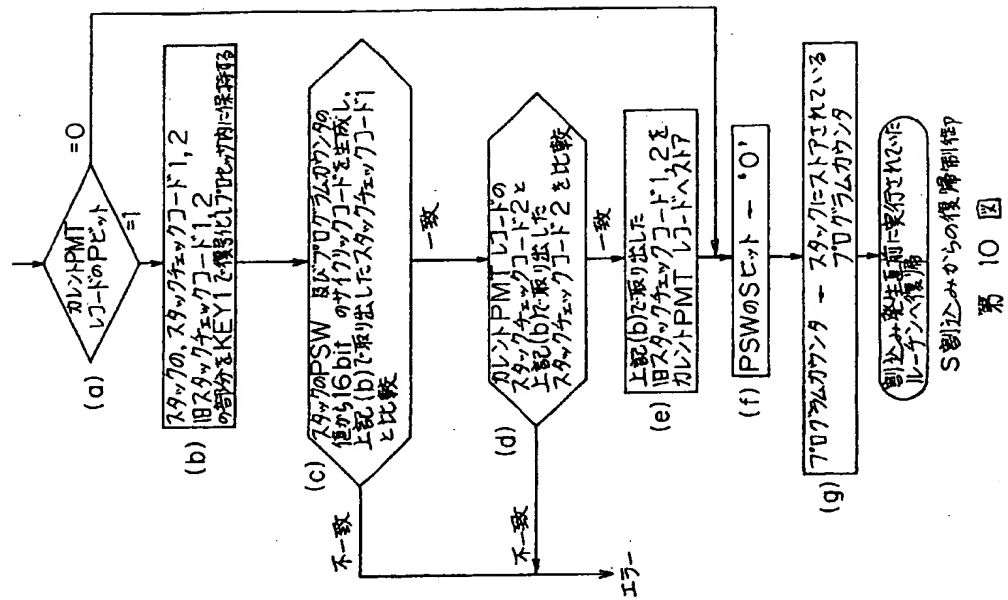 (a)
カレントPMT
レコードのPビット
=0
=1
(b)
スタックの,スタックチェックコード1,2
旧スタックチェックコード1,2
の部分をKEY1で復号化しプロセッサ内に保持する
(c)
スタックのPSW 及びプログラムカウンタの
値から16bit のサイクリックコードを生成し,
上記(b)で取り出したスタックチェックコード1
と比較
不一致
一致
(d)
カレントPMTレコードの
スタックチェックコード2と
上記(b)で取り出した
スタックチェックコード2を比較
不一致
一致
エラー
(e)
上記(b)で取り出した
旧スタックチェックコード1,2を
カレントPMTレコードへストア
(f)
PSWのSビット ー '0'
(g)
プログラムカウンタ ー スタックにストアされている
プログラムカウンタ
割込み発生直前に実行されていた
ルーチンへ復帰
S割込みからの復帰制御
第 10 図